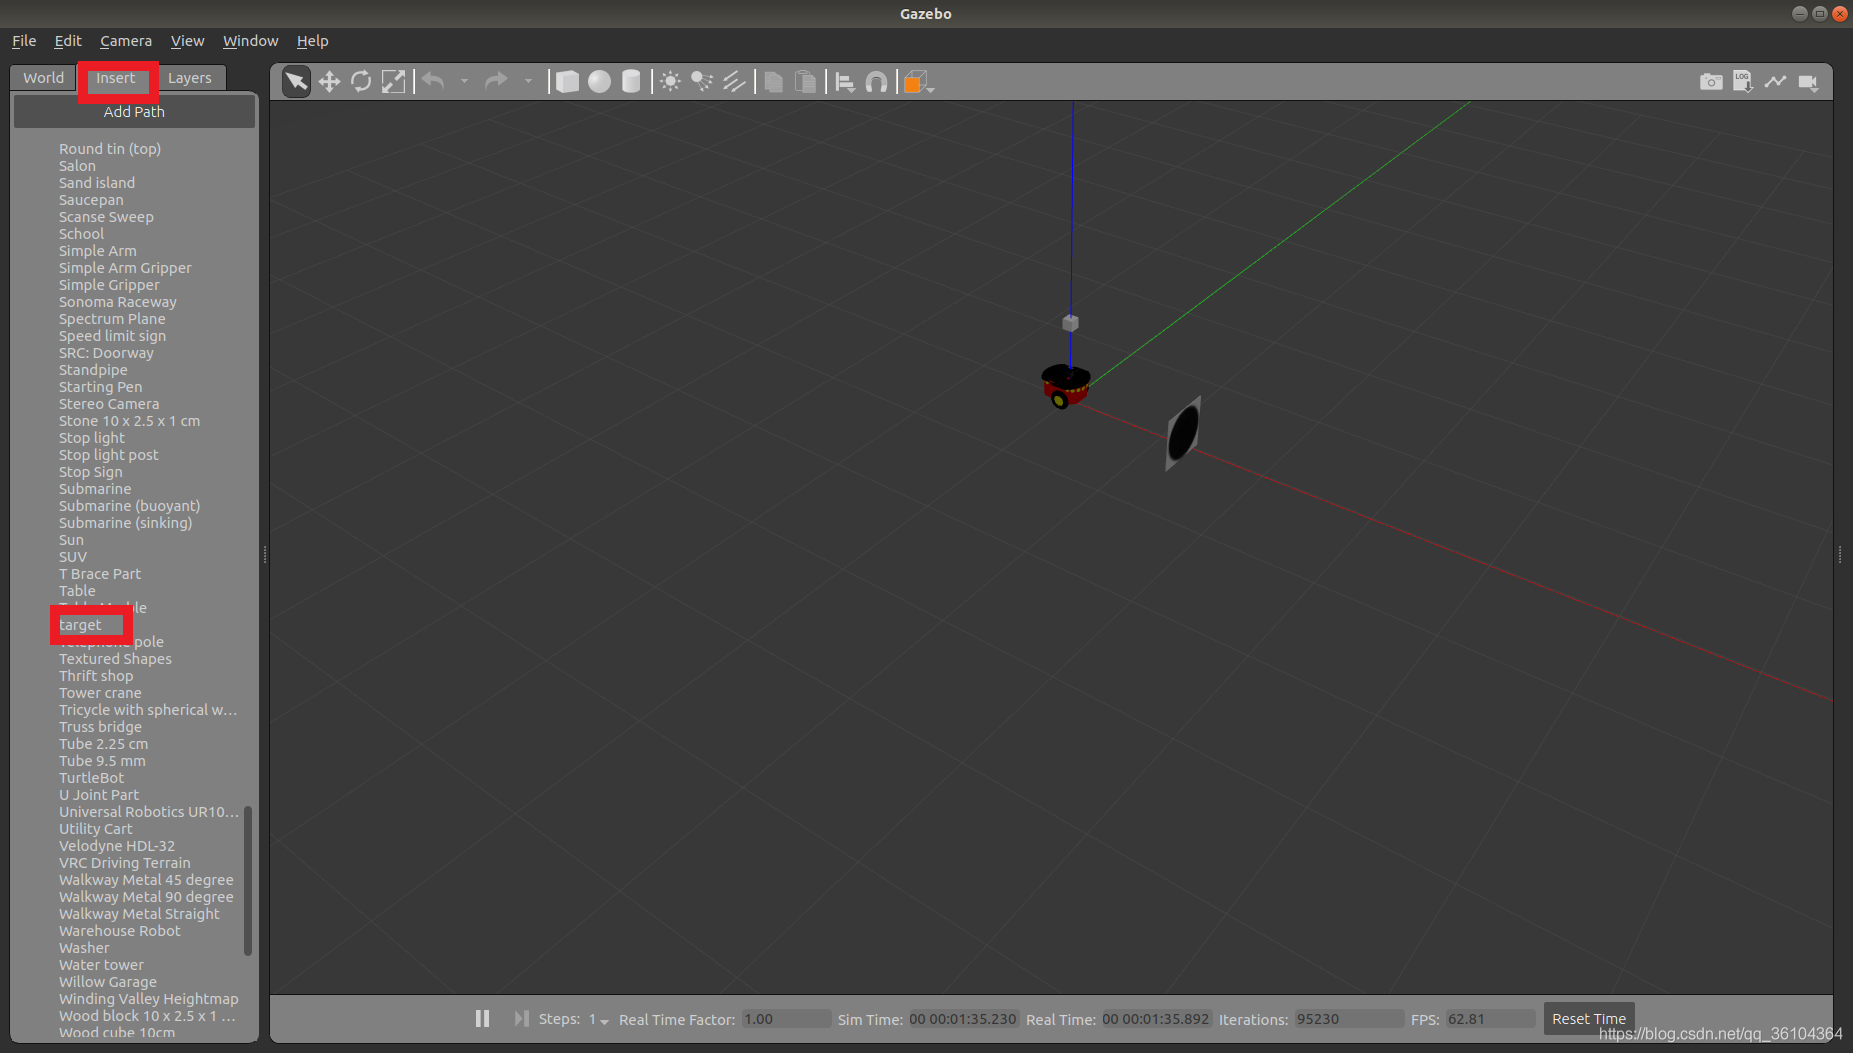 Gazebo
File Edit Camera View Window Help
World Insert Layers
Add Path
Round tin (top)
Salon
Sand island
Saucepan
Scanse Sweep
School
Simple Arm
Simple Arm Gripper
Simple Gripper
Sonoma Raceway
Spectrum Plane
Speed limit sign
SRC: Doorway
Standpipe
Starting Pen
Stereo Camera
Stone 10 x 2.5 x 1 cm
Stop light
Stop light post
Stop Sign
Submarine
Submarine (buoyant)
Submarine (sinking)
Sun
SUV
T Brace Part
Table
Table Marble
target
Telephone pole
Textured Shapes
Thrift shop
Tower crane
Tricycle with spherical w...
Truss bridge
Tube 2.25 cm
Tube 9.5 mm
TurtleBot
U Joint Part
Universal Robotics UR10...
Utility Cart
Velodyne HDL-32
VRC Driving Terrain
Walkway Metal 45 degree
Walkway Metal 90 degree
Walkway Metal Straight
Warehouse Robot
Washer
Water tower
Willow Garage
Winding Valley Heightmap
Wood block 10 x 2.5 x 1 ...
Wood cube 10cm
LOG
Steps: 1 Real Time Factor: 1.00 Sim Time: 00 00:01:35.230 Real Time: 00 00:01:35.892 Iterations: 95230 FPS: 62.81 Reset Time
https://blog.csdn.net/qq_36104364